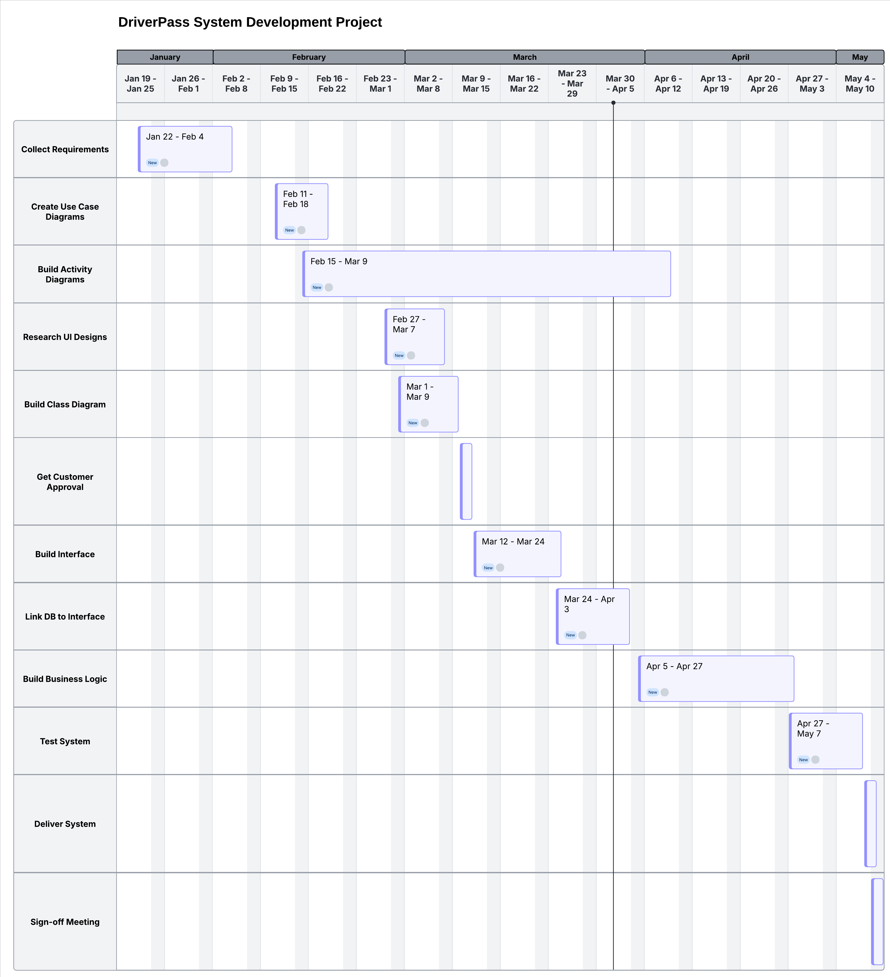 DriverPass System Development Project
January
February
March
April
May
Jan 19 -
Jan 25
Jan 26 -
Feb 1
Feb 2 -
Feb 8
Feb 9 -
Feb 15
Feb 16 -
Feb 22
Feb 23 -
Mar 1
Mar 2 -
Mar 8
Mar 9 -
Mar 15
Mar 16 -
Mar 22
Mar 23
- Mar
29
Mar 30
- Apr 5
Apr 6 -
Apr 12
Apr 13 -
Apr 19
Apr 20 -
Apr 26
Apr 27 -
May 3
May 4 -
May 10
Collect Requirements
Jan 22 - Feb 4
New
Create Use Case
Diagrams
Feb 11 -
Feb 18
New
Build Activity
Diagrams
Feb 15 - Mar 9
New
Research UI Designs
Feb 27 -
Mar 7
New
Build Class Diagram
Mar 1 -
Mar 9
New
Get Customer
Approval
Build Interface
Mar 12 - Mar 24
New
Link DB to Interface
Mar 24 - Apr
3
New
Build Business Logic
Apr 5 - Apr 27
New
Test System
Apr 27 -
May 7
New
Deliver System
Sign-off Meeting